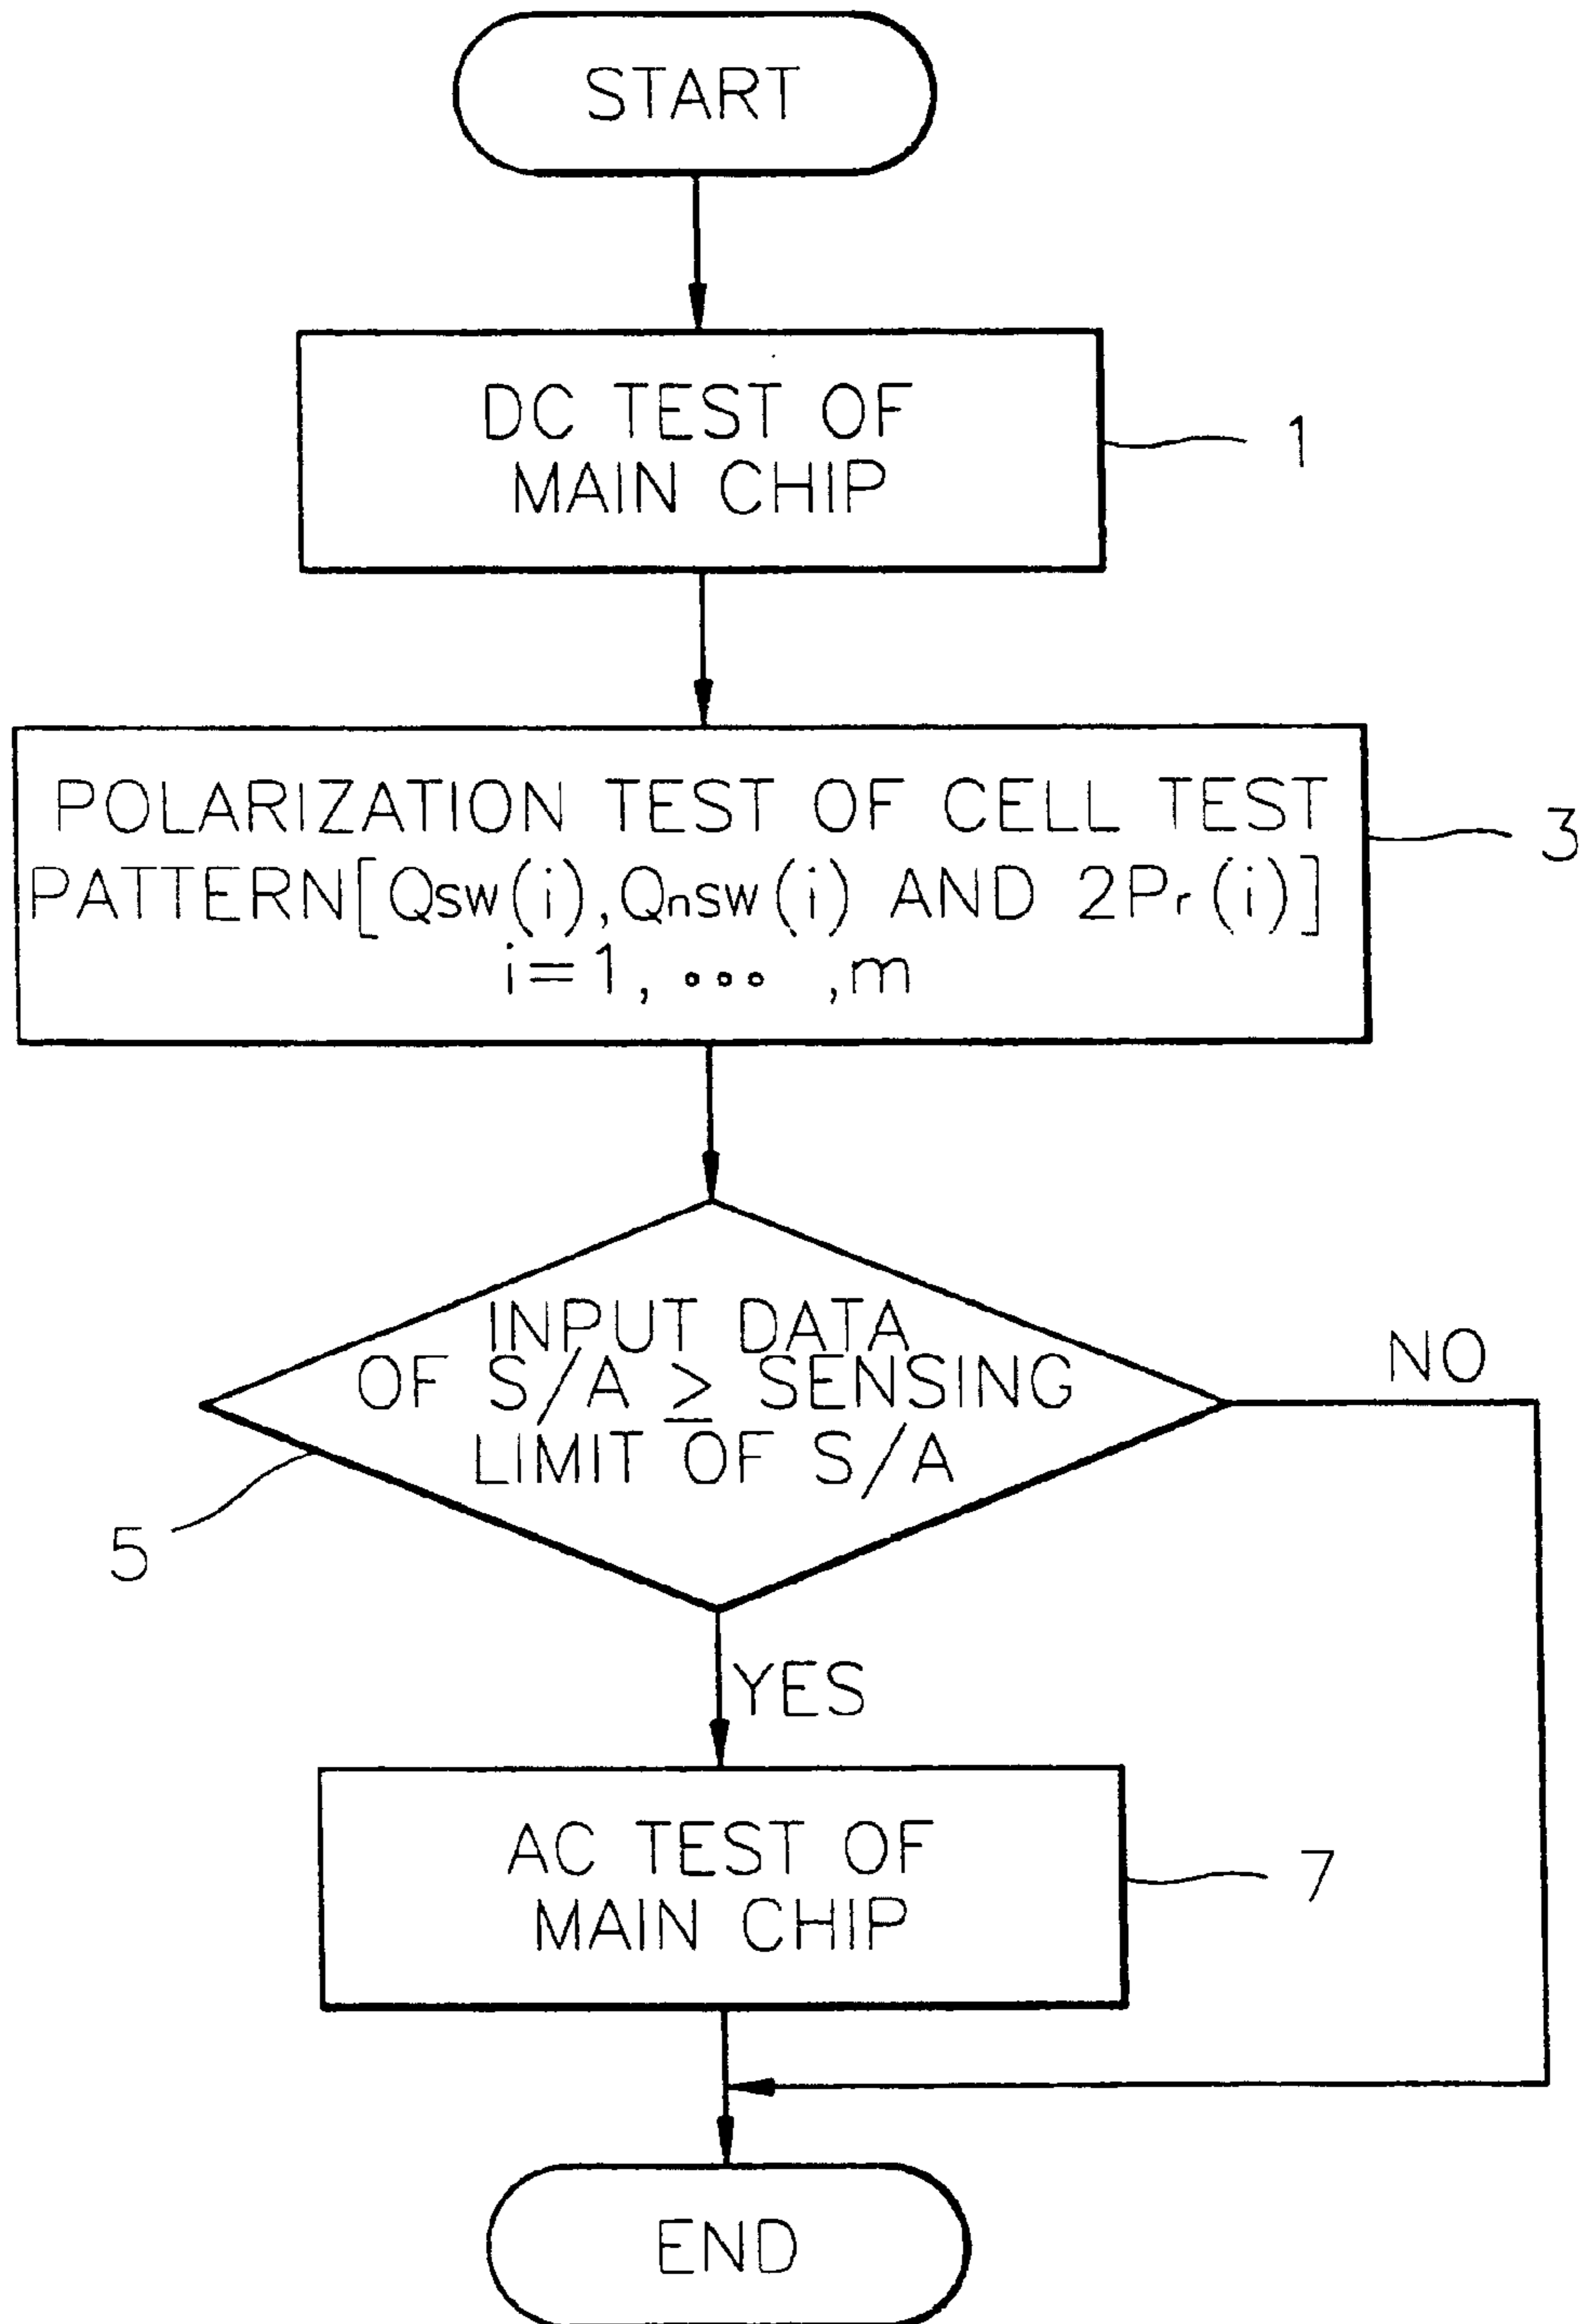 START
DC TEST OF
MAIN CHIP
1
POLARIZATION TEST OF CELL TEST
PATTERN[Qsw(i),Qnsw(i) AND 2Pr(i)]
i=1, ••• ,m
3
INPUT DATA
OF S/A ≥ SENSING
LIMIT OF S/A
NO
5
YES
AC TEST OF
MAIN CHIP
7
END